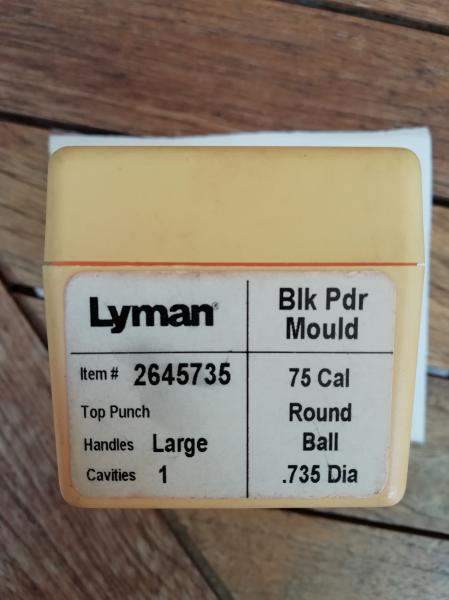 Lyman®
Blk Pdr
Mould
Item # 2645735
Top Punch
Handles Large
Cavities 1
75 Cal
Round
Ball
.735 Dia